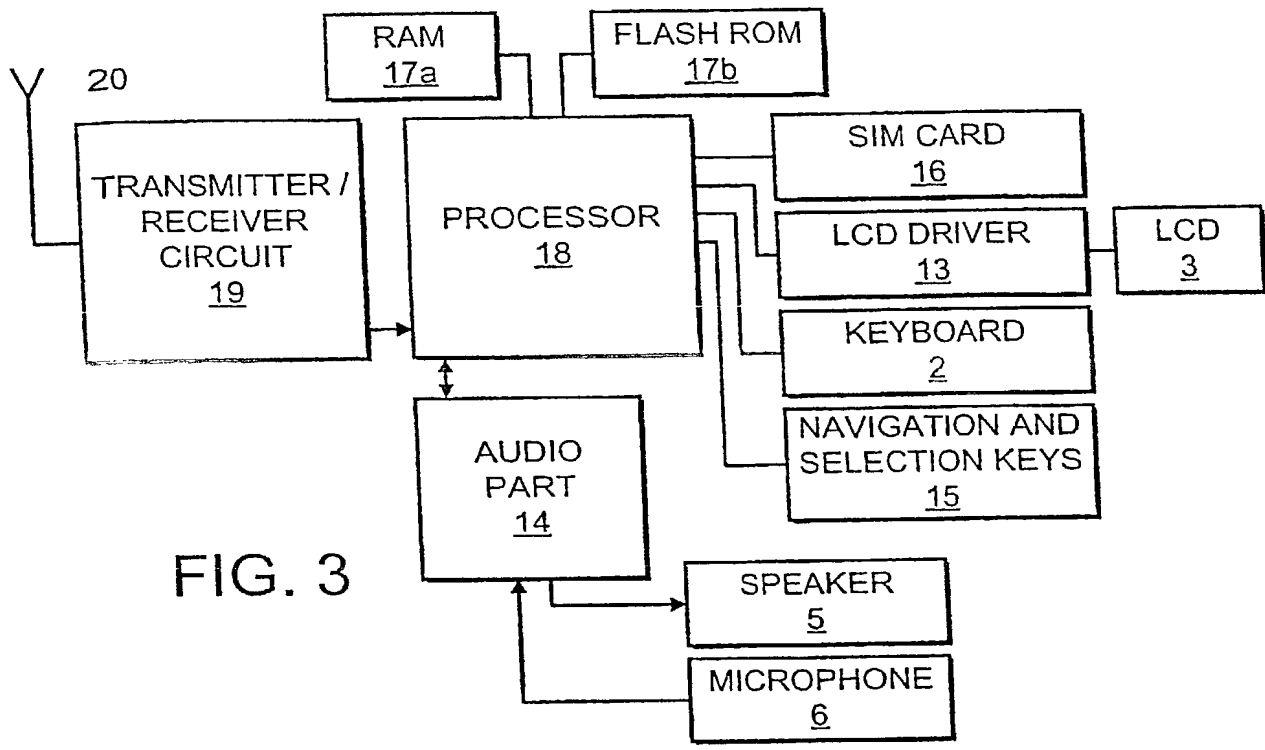 RAM
17a
FLASH ROM
17b
20
TRANSMITTER /
RECEIVER
CIRCUIT
19
PROCESSOR
18
SIM CARD
16
LCD DRIVER
13
LCD
3
KEYBOARD
2
NAVIGATION AND
SELECTION KEYS
15
AUDIO
PART
14
FIG. 3
SPEAKER
5
MICROPHONE
6